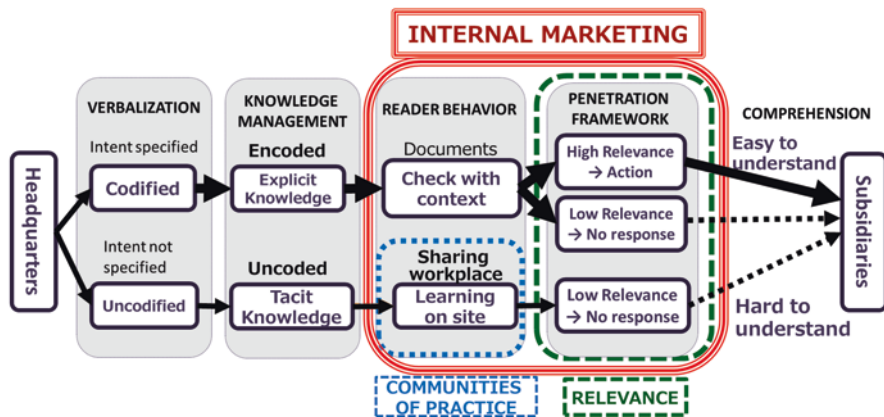 INTERNAL MARKETING
VERBALIZATION
KNOWLEDGE
MANAGEMENT
READER BEHAVIOR
PENETRATION
FRAMEWORK
COMPREHENSION
Headquarters
Intent specified
Codified
Encoded
Explicit
Knowledge
Documents
Check with
context
High Relevance
→ Action
Low Relevance
→ No response
Easy to
understand
Intent not
specified
Uncodified
Uncoded
Tacit
Knowledge
Sharing
workplace
Learning
on site
Low Relevance
→ No response
Hard to
understand
Subsidiaries
COMMUNITIES
OF PRACTICE
RELEVANCE